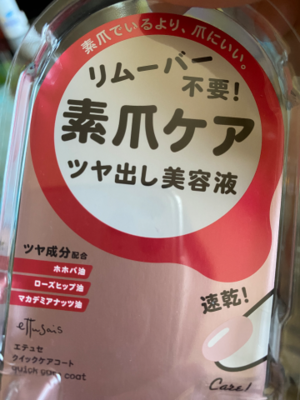 素爪でいるより、爪にいい。
リムーバー
不要!
素爪ケア
ツヤ出し美容液
ツヤ成分配合
ホホバ油
ローズヒップ油
マカデミアナッツ油
速乾!
ettusais
エテュセ
クイックケアコート
quick care coat
Care!